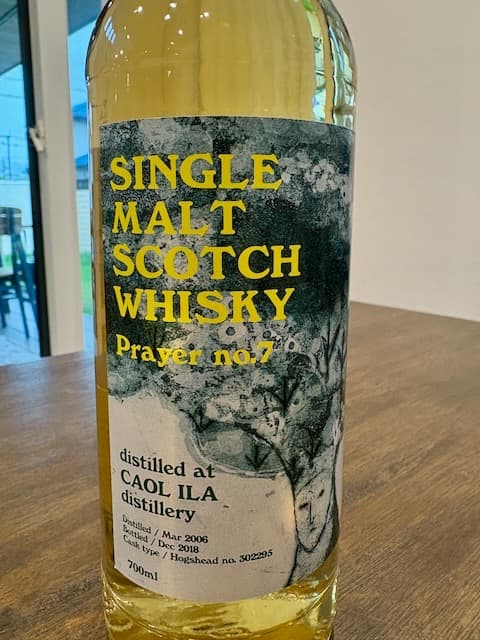 SINGLE
MALT
SCOTCH
WHISKY
Prayer no.7
distilled at
CAOL ILA
distillery
Distilled / Mar 2006
Bottled / Dec 2018
Cask type / Hogshead no. 302295
700ml